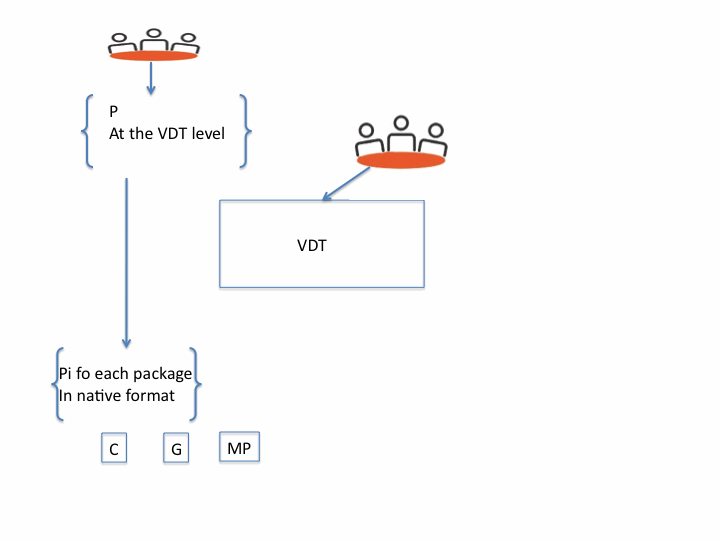 P
At the VDT level
VDT
Pi fo each package
In native format
C
G
MP